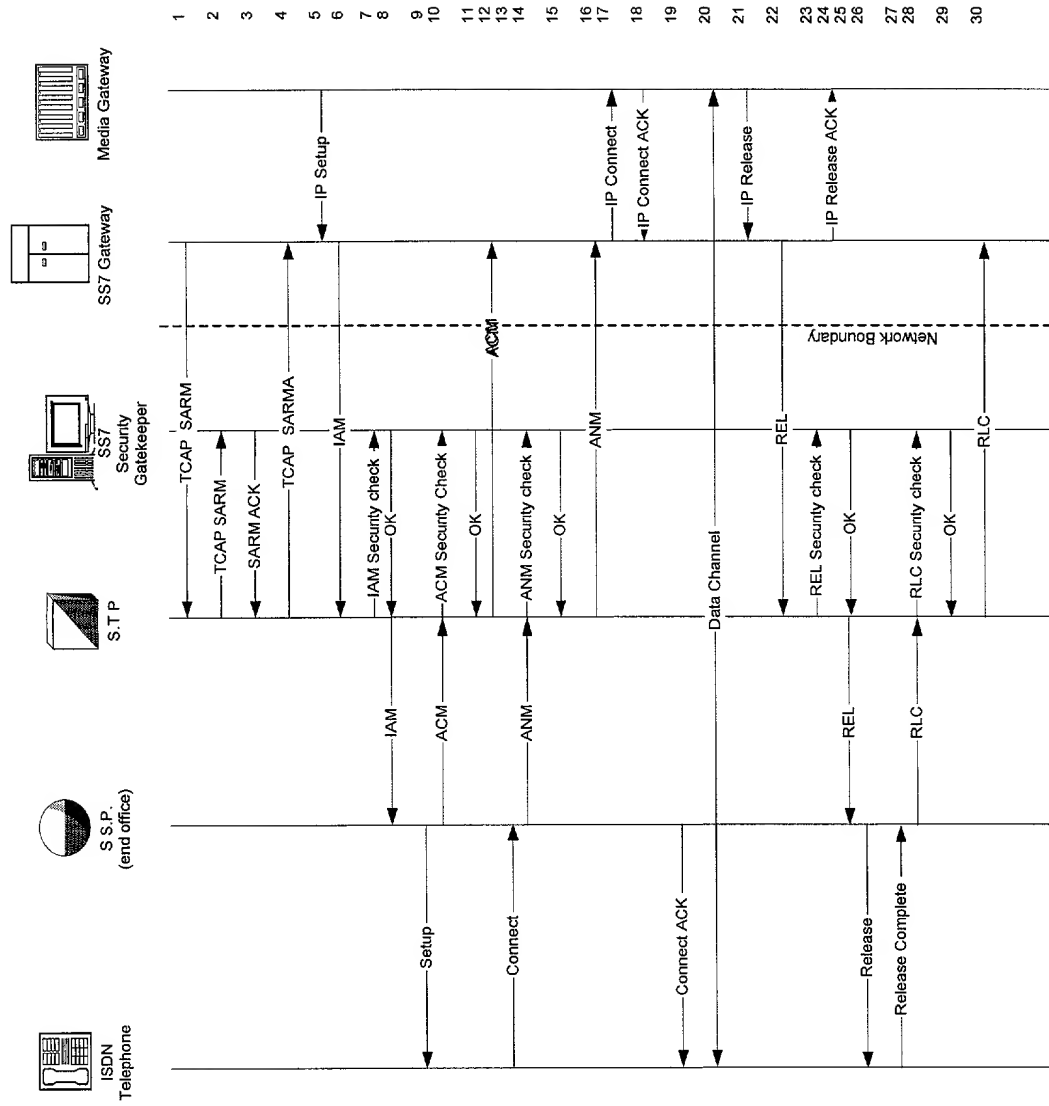 ISDN
Telephone
S S.P.
(end office)
S.T P
SS7
Security
Gatekeeper
SS7 Gateway
Media Gateway
Network Boundary
1
TCAP SARM
2
TCAP SARM
3
SARM ACK
4
TCAP SARMA
5
IP Setup
6
IAM
7
IAM Security check
8
IAM
OK
9
Setup
10
ACM
ACM Security Check
11
OK
12
ACM
13
Connect
14
ANM
ANM Security check
15
OK
16
ANM
17
IP Connect
18
IP Connect ACK
19
Connect ACK
20
Data Channel
21
IP Release
22
REL
23
REL Security check
24
IP Release ACK
25
REL
OK
26
Release
27
Release Complete
28
RLC
RLC Security check
29
OK
30
RLC